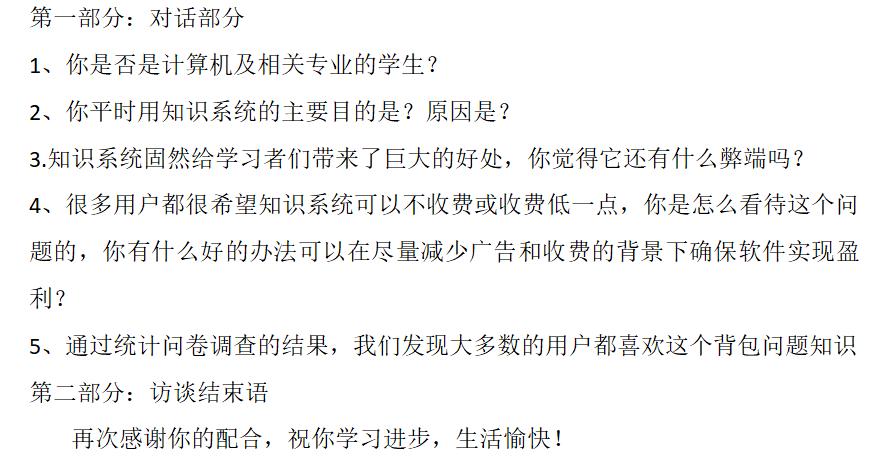 第一部分：对话部分
1、你是否是计算机及相关专业的学生？
2、你平时用知识系统的主要目的是？原因是？
3.知识系统固然给学习者们带来了巨大的好处，你觉得它还有什么弊端吗？
4、很多用户都很希望知识系统可以不收费或收费低一点，你是怎么看待这个问
题的，你有什么好的办法可以在尽量减少广告和收费的背景下确保软件实现盈
利？
5、通过统计问卷调查的结果，我们发现大多数的用户都喜欢这个背包问题知识
第二部分：访谈结束语
再次感谢你的配合，祝你学习进步，生活愉快！